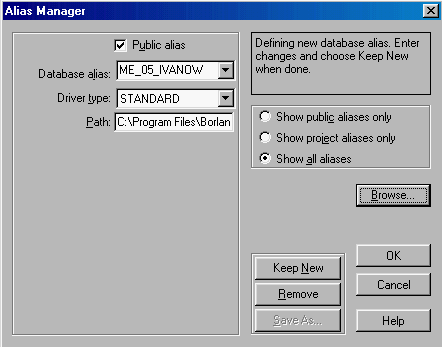 Alias Manager
Public alias
Database alias: ME_05_IVANOW
Driver type: STANDARD
Path: C:\Program Files\Borlan
Defining new database alias. Enter
changes and choose Keep New
when done.
Show public aliases only
Show project aliases only
Show all aliases
Browse...
Keep New
Remove
Save As...
OK
Cancel
Help